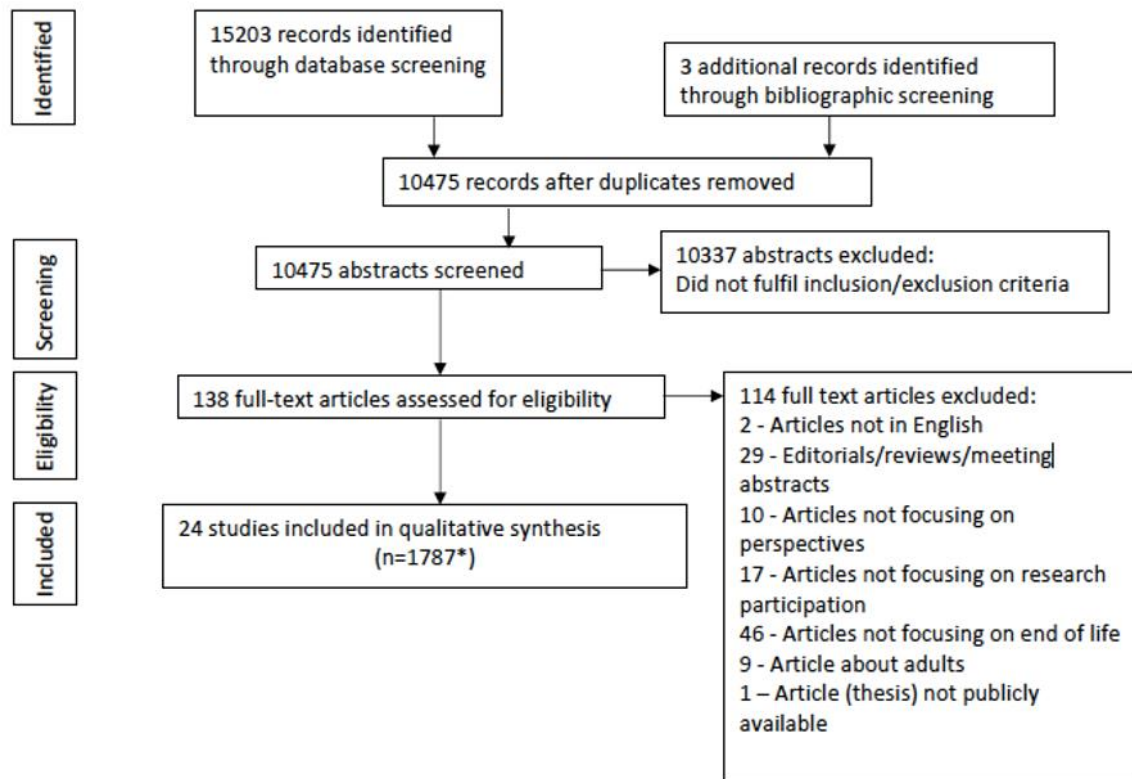 Identified
15203 records identified
through database screening
3 additional records identified
through bibliographic screening
10475 records after duplicates removed
Screening
10475 abstracts screened
10337 abstracts excluded:
Did not fulfil inclusion/exclusion criteria
Eligibility
138 full-text articles assessed for eligibility
114 full text articles excluded:
2 - Articles not in English
29 - Editorials/reviews/meeting
abstracts
10 - Articles not focusing on
perspectives
17 - Articles not focusing on research
participation
46 - Articles not focusing on end of life
9 - Article about adults
1 – Article (thesis) not publicly
available
Included
24 studies included in qualitative synthesis
(n=1787*)